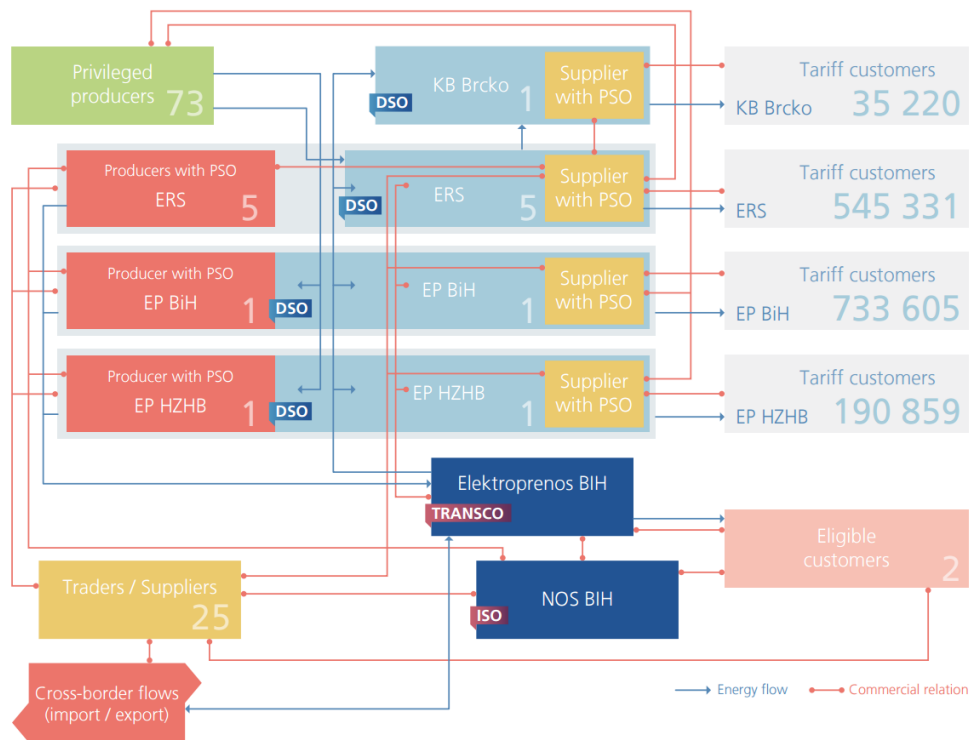 Privileged
producers
73
KB Brcko
1
DSO
Supplier
with PSO
Tariff customers
KB Brcko
35 220
Producers with PSO
ERS
5
DSO
ERS
5
Supplier
with PSO
Tariff customers
ERS
545 331
Producer with PSO
EP BiH
1
DSO
EP BiH
1
Supplier
with PSO
Tariff customers
EP BiH
733 605
Producer with PSO
EP HZHB
1
DSO
EP HZHB
1
Supplier
with PSO
Tariff customers
EP HZHB
190 859
Elektroprenos BIH
TRANSCO
Eligible
customers
2
Traders / Suppliers
25
NOS BIH
ISO
Cross-border flows
(import / export)
Energy flow
Commercial relation